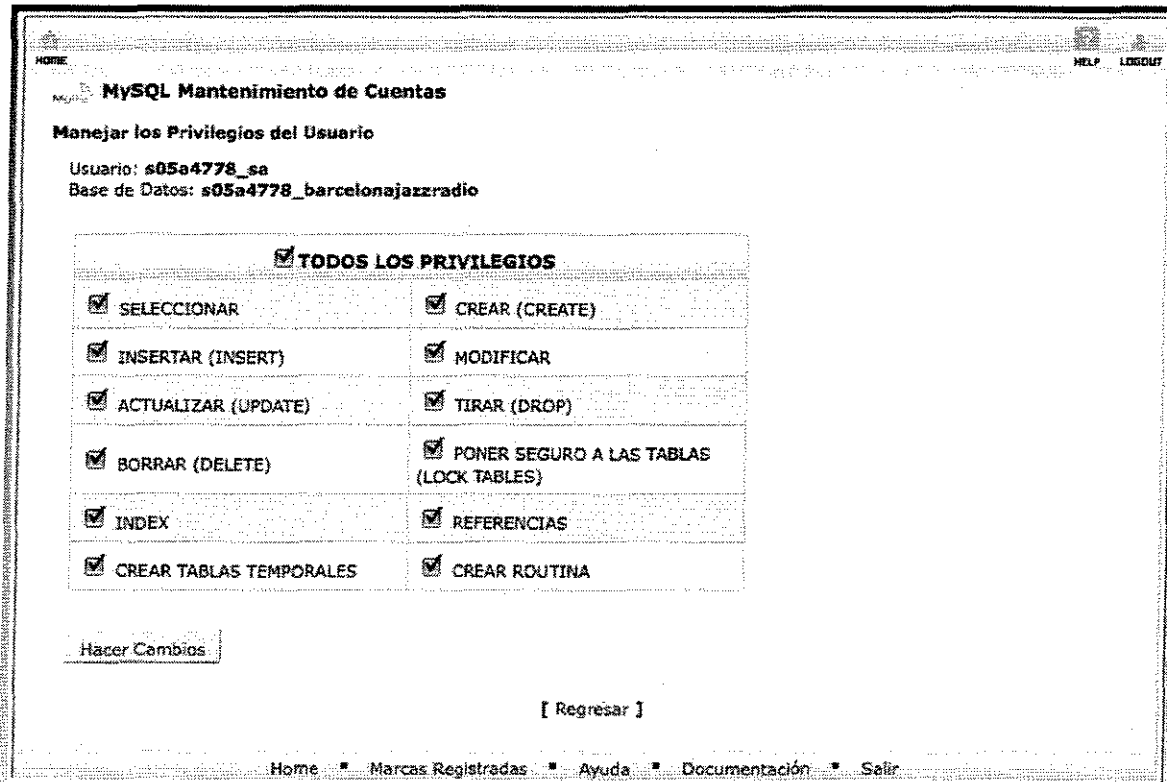 HOME
HELP LOGOUT
MySQL Mantenimiento de Cuentas
Manejar los Privilegios del Usuario
Usuario: s05a4778_sa
Base de Datos: s05a4778_barcelonajazzradio
TODOS LOS PRIVILEGIOS
SELECCIONAR CREAR (CREATE)
INSERTAR (INSERT) MODIFICAR
ACTUALIZAR (UPDATE) TIRAR (DROP)
BORRAR (DELETE) PONER SEGURO A LAS TABLAS
(LOCK TABLES)
INDEX REFERENCIAS
CREAR TABLAS TEMPORALES CREAR ROUTINA
Hacer Cambios
[ Regresar ]
Home ▪ Marcas Registradas ▪ Ayuda ▪ Documentación ▪ Salir